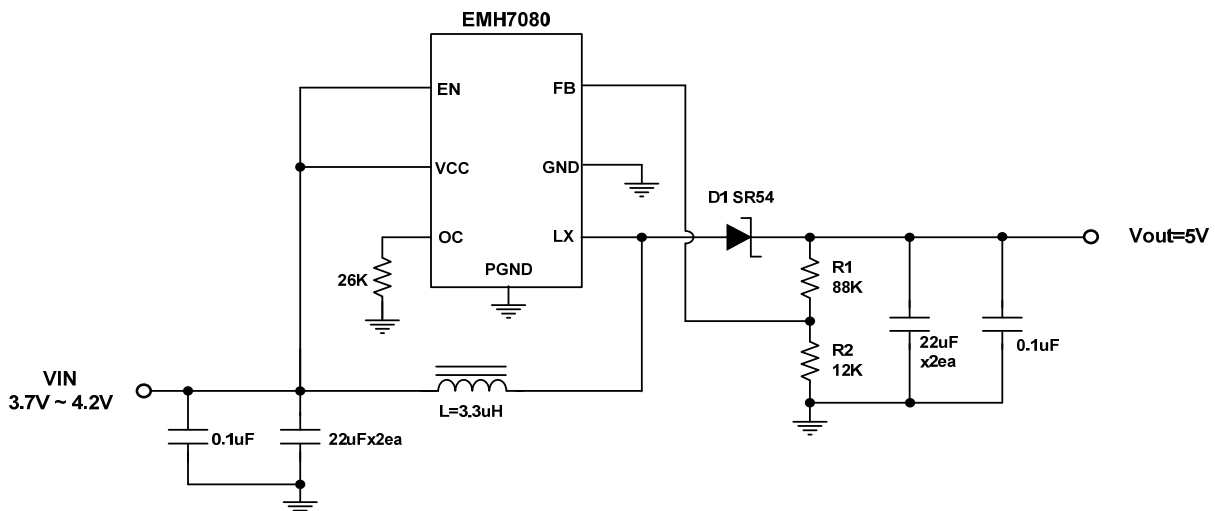 EMH7080
EN
FB
VCC
GND
D1 SR54
OC
LX
Vout=5V
PGND
26K
R1
88K
R2
12K
22uF
x2ea
0.1uF
VIN
3.7V ~ 4.2V
L=3.3uH
0.1uF
22uFx2ea